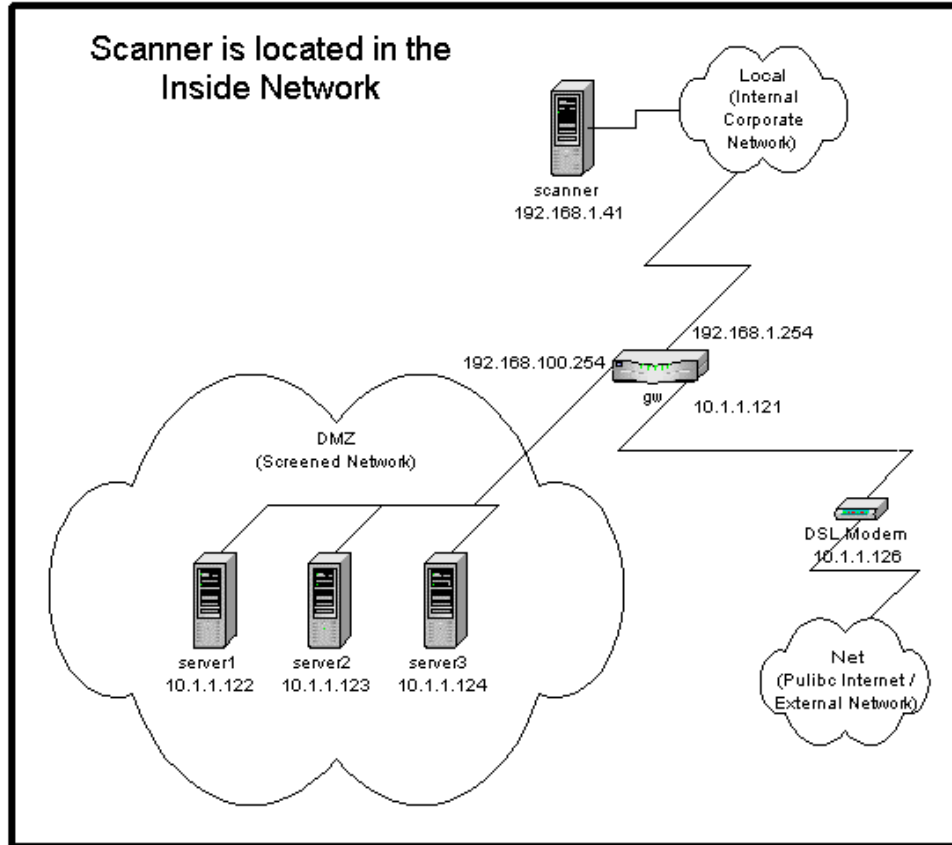 Scanner is located in the
Inside Network
Local
(Internal
Corporate
Network)
scanner
192.168.1.41
192.168.1.254
192.168.100.254
gw
10.1.1.121
DMZ
(Screened Network)
DSL Modem
10.1.1.126
server1
10.1.1.122
server2
10.1.1.123
server3
10.1.1.124
Net
(Pulibc Internet /
External Network)